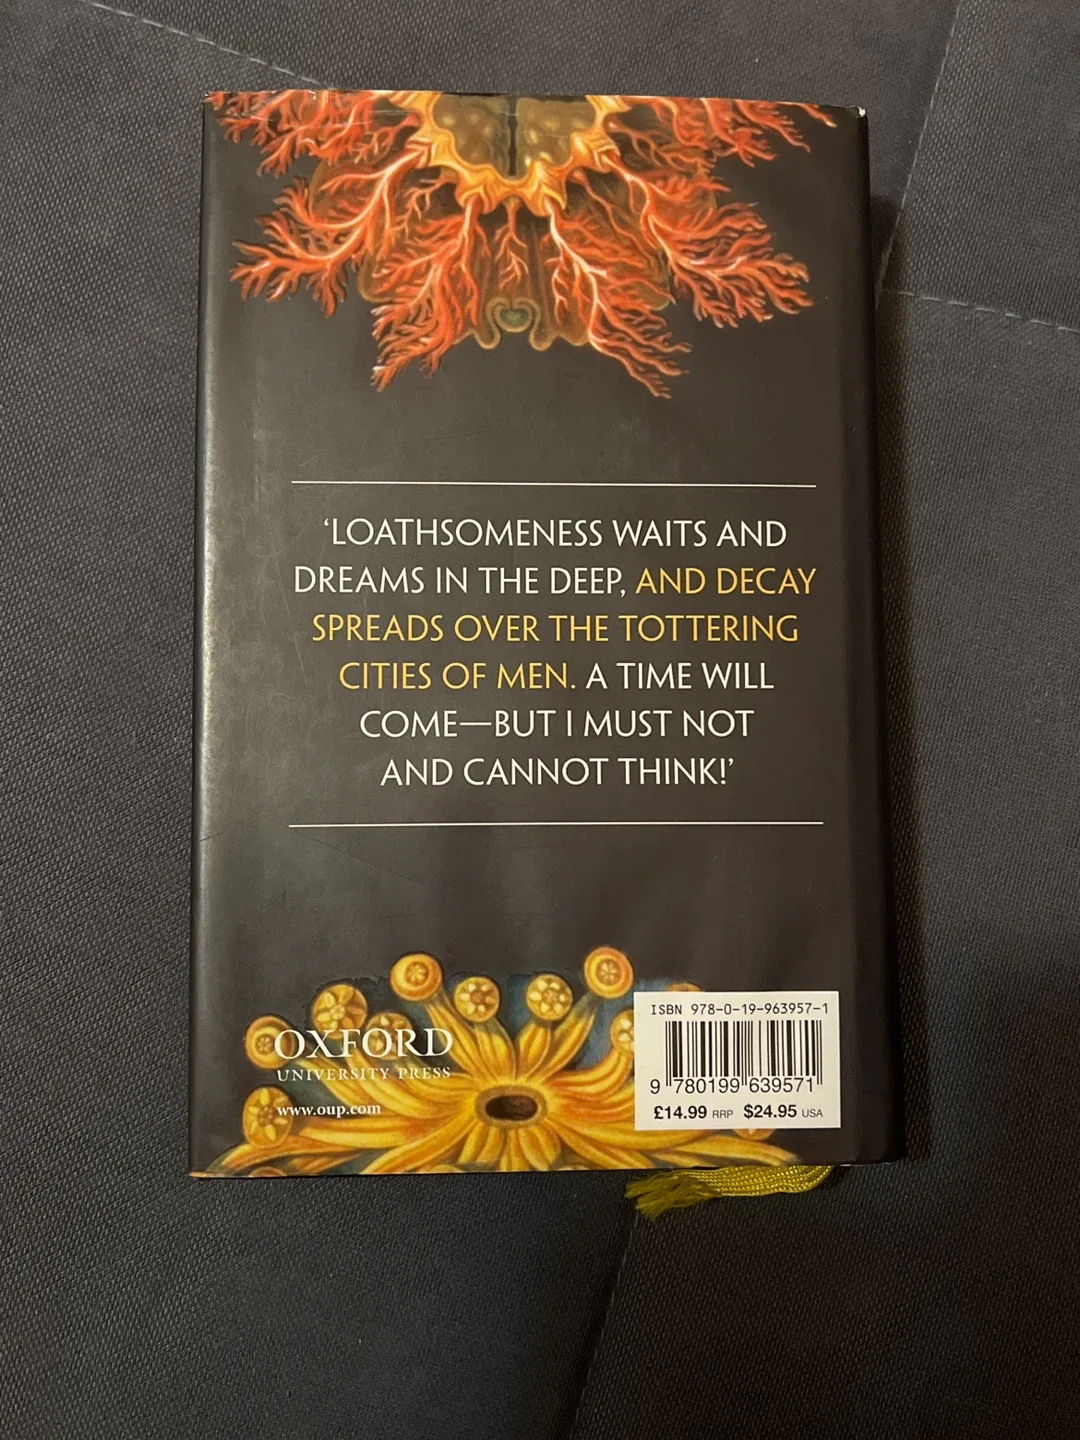 ‘LOATHSOMENESS WAITS AND
DREAMS IN THE DEEP, AND DECAY
SPREADS OVER THE TOTTERING
CITIES OF MEN. A TIME WILL
COME—BUT I MUST NOT
AND CANNOT THINK!’
OXFORD
UNIVERSITY PRESS
www.oup.com
ISBN 978-0-19-963957-1
9 780199 639571
£14.99 RRP $24.95 USA